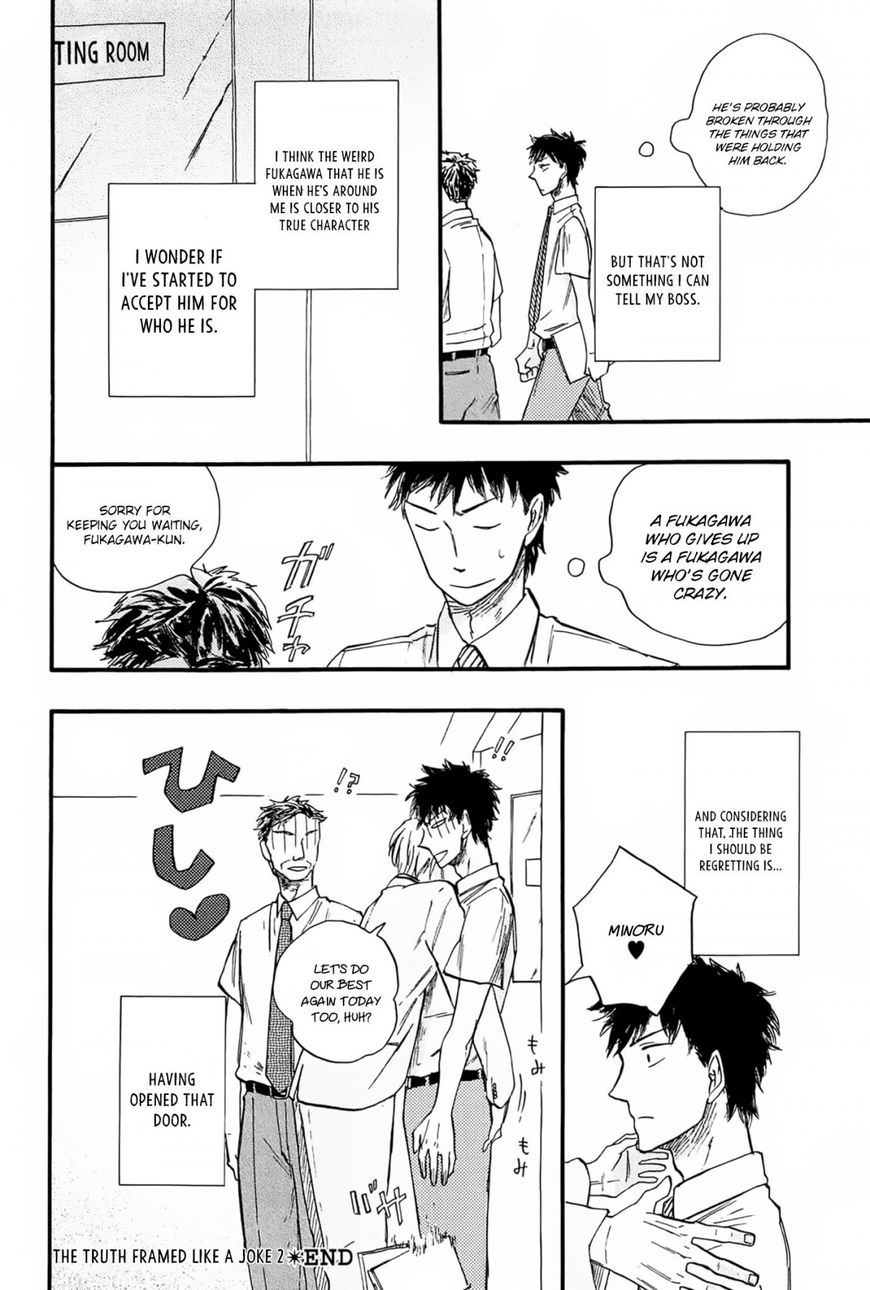 HE'S PROBABLY
BROKEN THROUGH
THE THINGS THAT
WERE HOLDING
HIM BACK.
BUT THAT'S NOT
SOMETHING I CAN
TELL MY BOSS.
TING ROOM
I THINK THE WEIRD
FUKAGAWA THAT HE IS
WHEN HE'S AROUND
ME IS CLOSER TO HIS
TRUE CHARACTER
I WONDER IF
I'VE STARTED TO
ACCEPT HIM FOR
WHO HE IS.
A FUKAGAWA
WHO GIVES UP
IS A FUKAGAWA
WHO'S GONE
CRAZY.
ガチャ
SORRY FOR
KEEPING YOU WAITING,
FUKAGAWA-KUN.
AND CONSIDERING
THAT, THE THING
I SHOULD BE
REGRETTING IS...
MINORU
♥
!?
!!?
ひしっ♥
LET'S DO
OUR BEST
AGAIN TODAY
TOO, HUH?
もみ
もみ
HAVING
OPENED THAT
DOOR.
THE TRUTH FRAMED LIKE A JOKE 2 ✴END